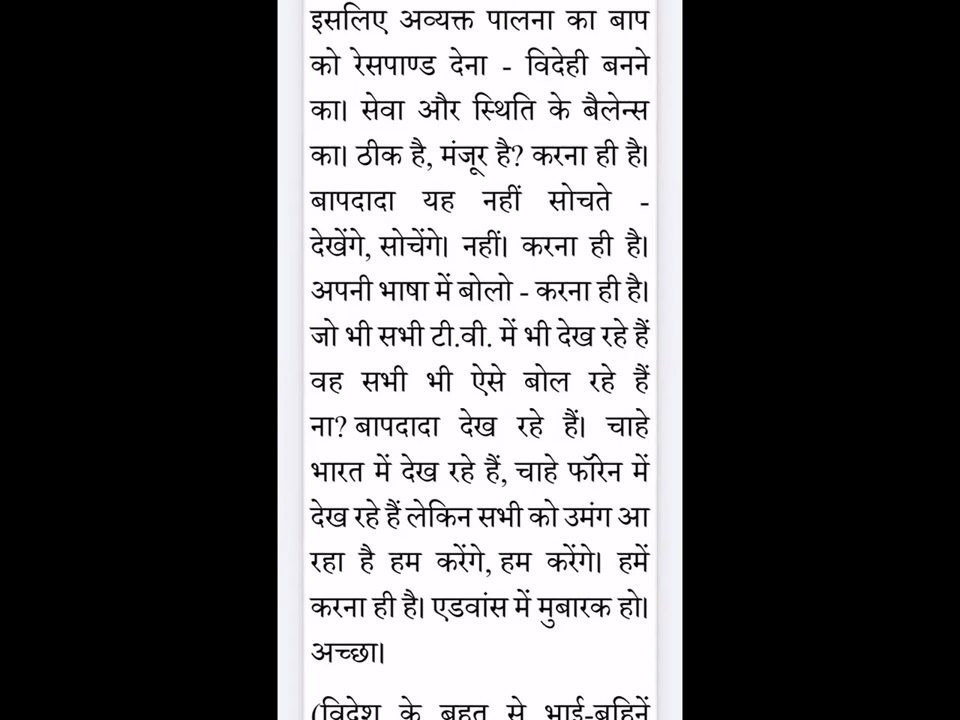 इसलिए अव्यक्त पालना का बाप
को रेसपाण्ड देना - विदेही बनने
का। सेवा और स्थिति के बैलेन्स
का। ठीक है, मंजूर है? करना ही है।
बापदादा यह नहीं सोचते -
देखेंगे, सोचेंगे। नहीं। करना ही है।
अपनी भाषा में बोलो - करना ही है।
जो भी सभी टी.वी. में भी देख रहे हैं
वह सभी भी ऐसे बोल रहे हैं
ना? बापदादा देख रहे हैं। चाहे
भारत में देख रहे हैं, चाहे फॉरेन में
देख रहे हैं लेकिन सभी को उमंग आ
रहा है हम करेंगे, हम करेंगे। हमें
करना ही है। एडवांस में मुबारक हो।
अच्छा।
(विदेश के बहुत से भाई-बहिनें